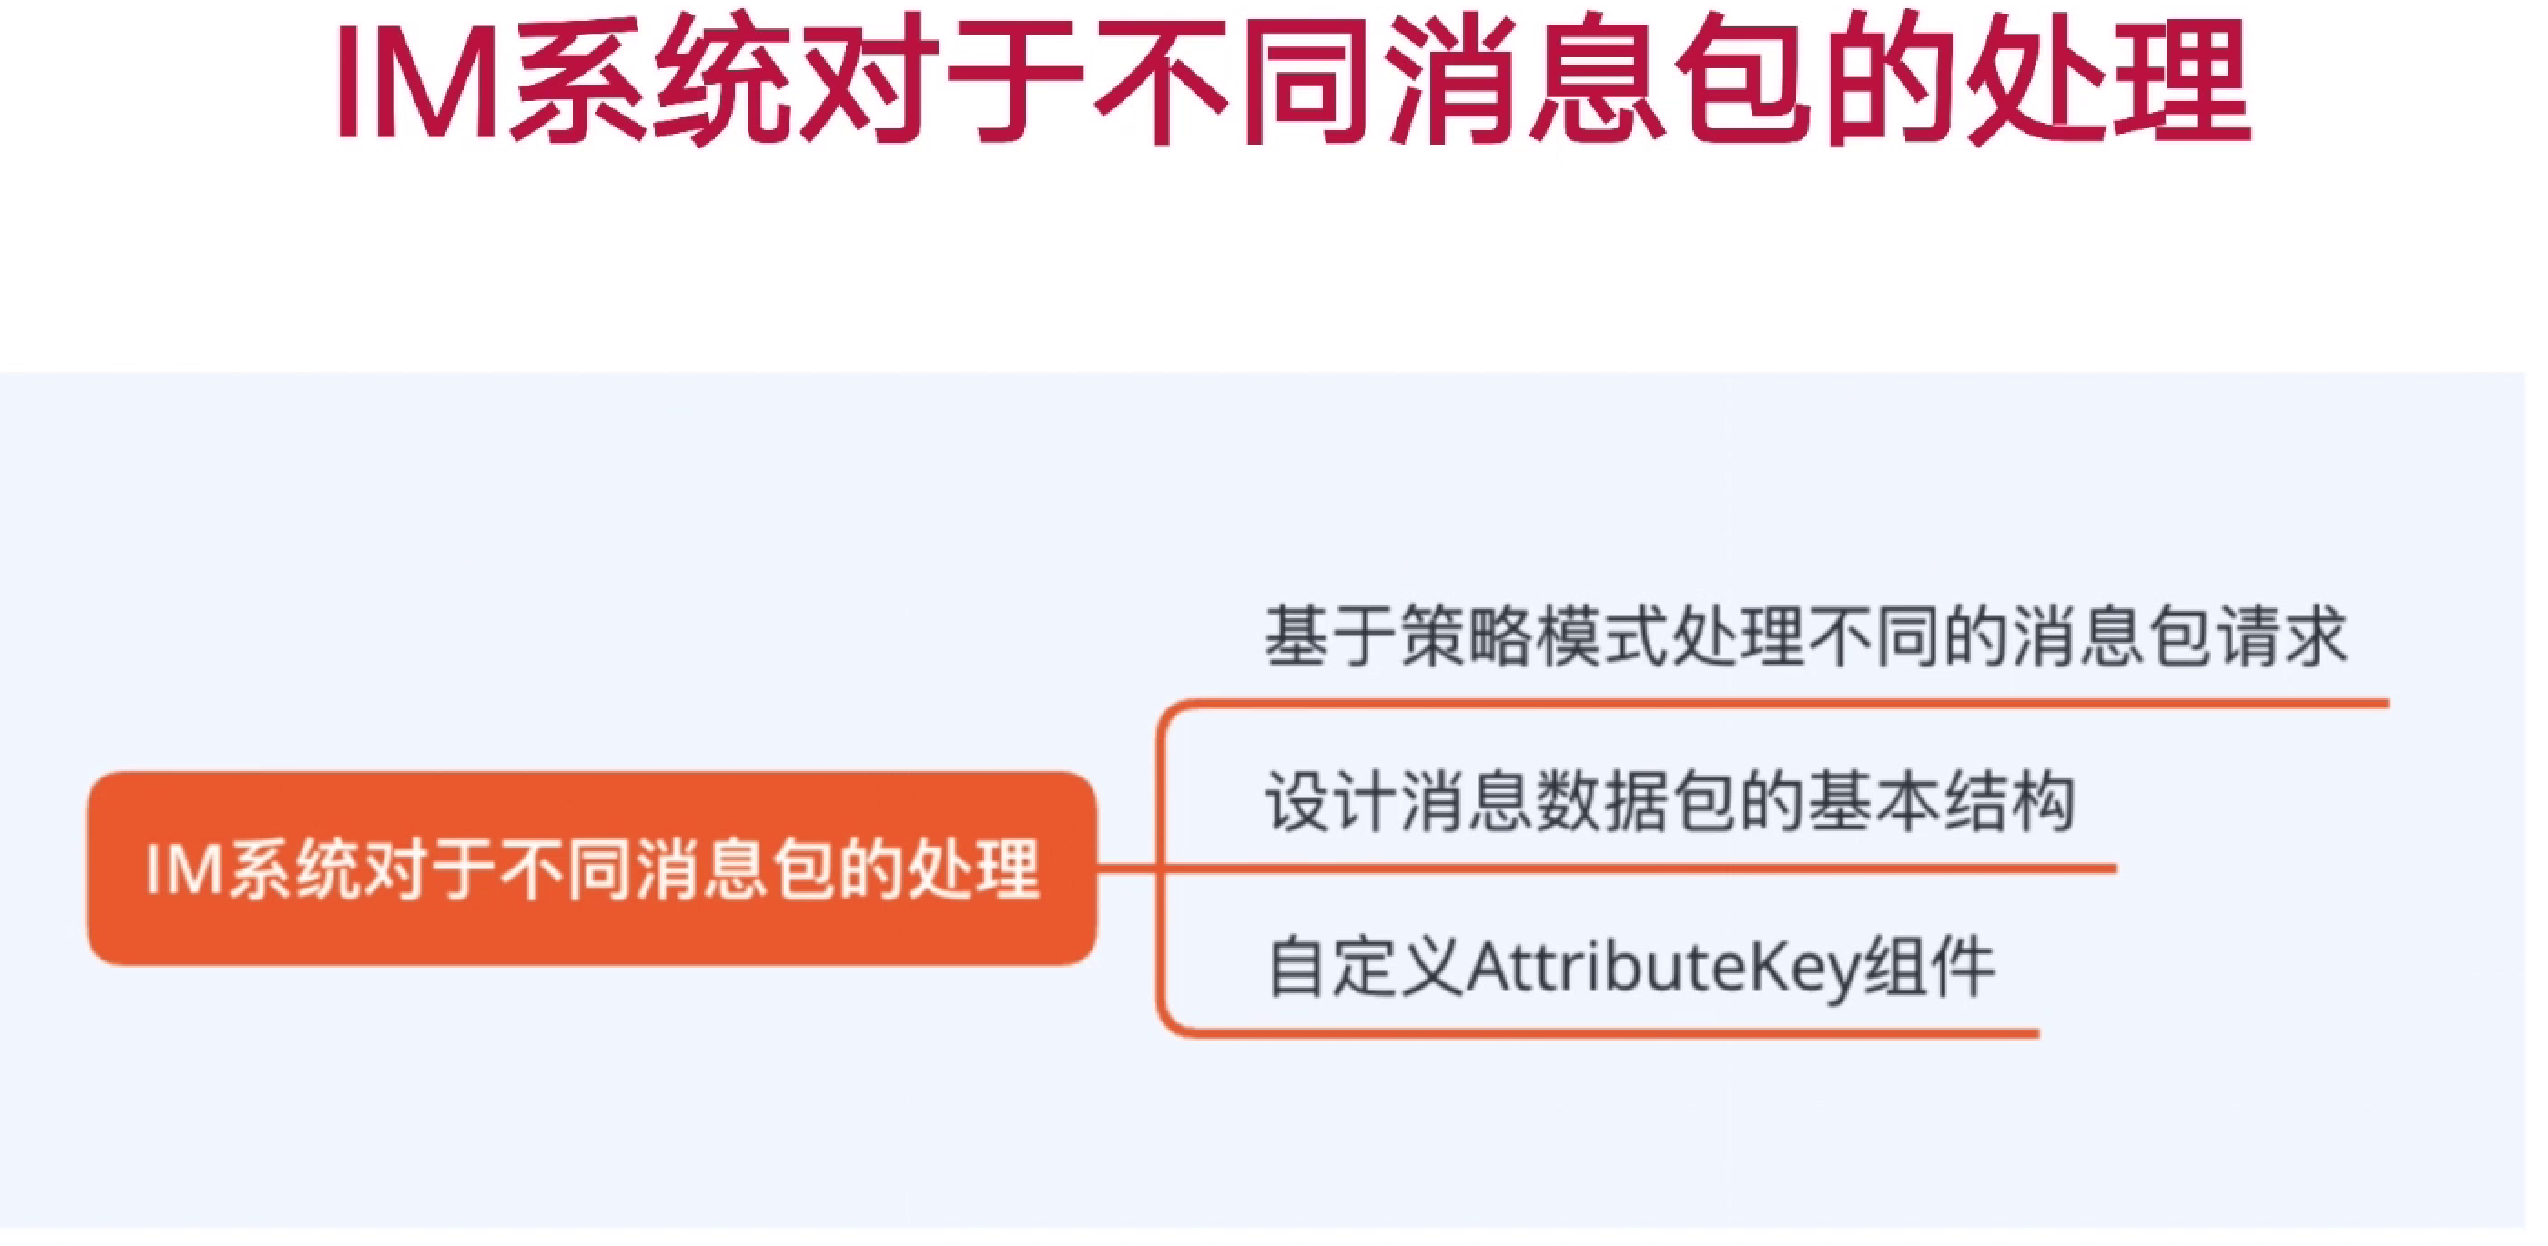 IM系统对于不同消息包的处理
基于策略模式处理不同的消息包请求
设计消息数据包的基本结构
IM系统对于不同消息包的处理
自定义AttributeKey组件